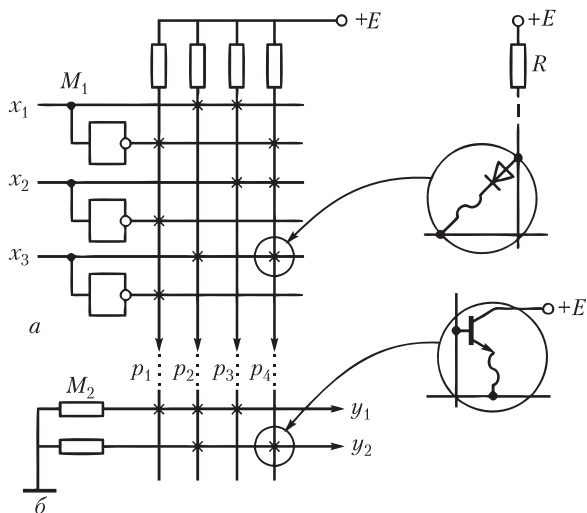 +E
+E
R
M₁
x₁
x₂
x₃
+E
а
p₁ p₂ p₃ p₄
M₂
y₁
y₂
б